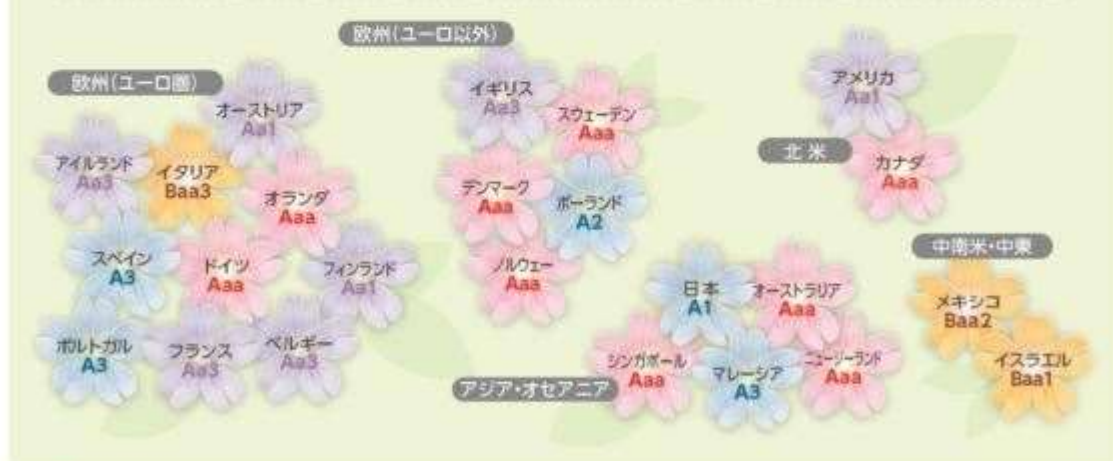 欧州(ユーロ圏)
オーストリア
Aa1
アイルランド
Aa3
イタリア
Baa3
オランダ
Aaa
スペイン
A3
ドイツ
Aaa
フィンランド
Aa1
ポルトガル
A3
フランス
Aa3
ベルギー
Aa3
欧州(ユーロ以外)
イギリス
Aa3
スウェーデン
Aaa
デンマーク
Aaa
ポーランド
A2
ノルウェー
Aaa
北米
アメリカ
Aa1
カナダ
Aaa
アジア・オセアニア
日本
A1
オーストラリア
Aaa
シンガポール
Aaa
マレーシア
A3
ニュージーランド
Aaa
中南米・中東
メキシコ
Baa2
イスラエル
Baa1